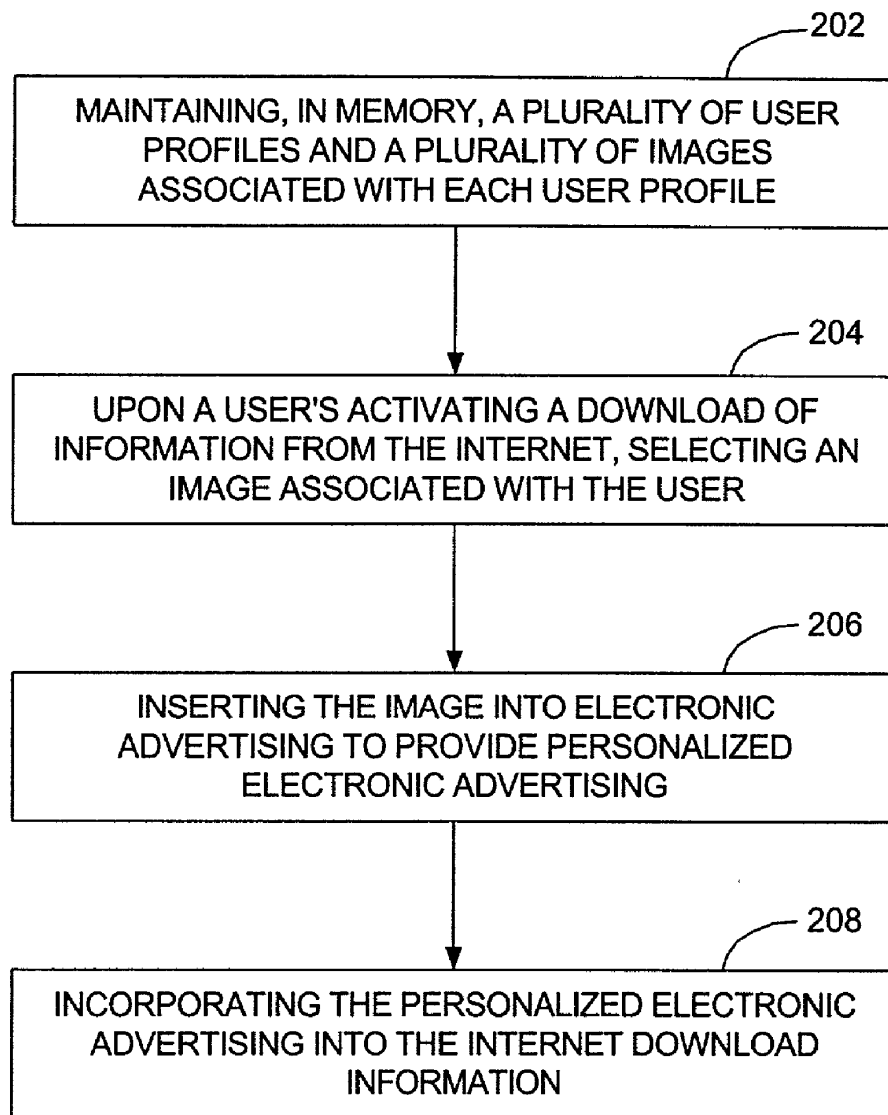 202
MAINTAINING, IN MEMORY, A PLURALITY OF USER
PROFILES AND A PLURALITY OF IMAGES
ASSOCIATED WITH EACH USER PROFILE
204
UPON A USER'S ACTIVATING A DOWNLOAD OF
INFORMATION FROM THE INTERNET, SELECTING AN
IMAGE ASSOCIATED WITH THE USER
206
INSERTING THE IMAGE INTO ELECTRONIC
ADVERTISING TO PROVIDE PERSONALIZED
ELECTRONIC ADVERTISING
208
INCORPORATING THE PERSONALIZED ELECTRONIC
ADVERTISING INTO THE INTERNET DOWNLOAD
INFORMATION